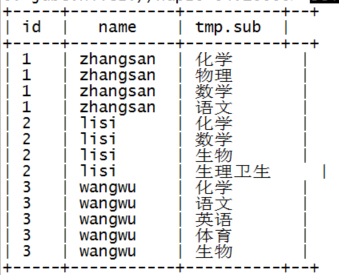 id name tmp.sub
1 zhangsan 化学
1 zhangsan 物理
1 zhangsan 数学
1 zhangsan 语文
2 lisi 化学
2 lisi 数学
2 lisi 生物
2 lisi 生理卫生
3 wangwu 化学
3 wangwu 语文
3 wangwu 英语
3 wangwu 体育
3 wangwu 生物